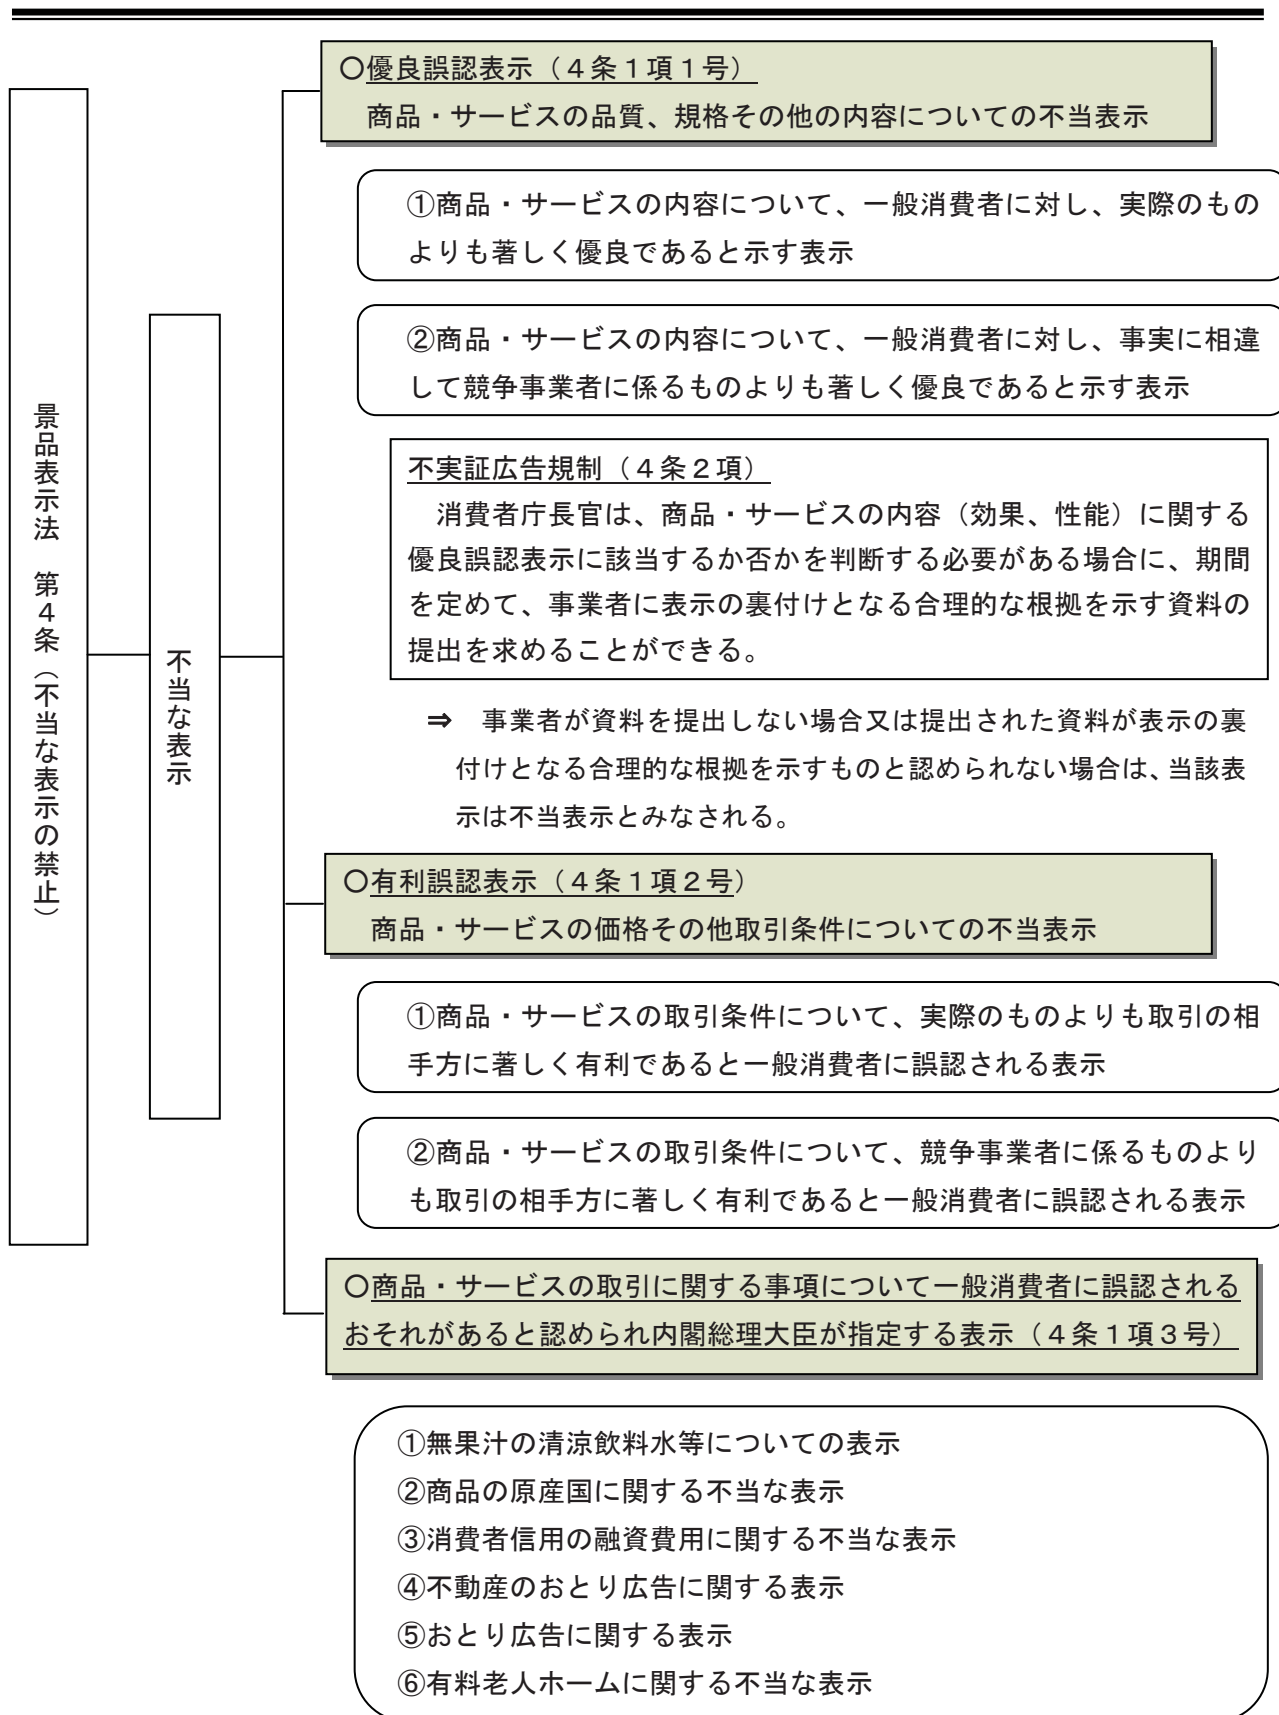 景品表示法　第４条（不当な表示の禁止）
不当な表示
○優良誤認表示（４条１項１号）
商品・サービスの品質、規格その他の内容についての不当表示
①商品・サービスの内容について、一般消費者に対し、実際のもの
よりも著しく優良であると示す表示
②商品・サービスの内容について、一般消費者に対し、事実に相違
して競争事業者に係るものよりも著しく優良であると示す表示
不実証広告規制（４条２項）
消費者庁長官は、商品・サービスの内容（効果、性能）に関する
優良誤認表示に該当するか否かを判断する必要がある場合に、期間
を定めて、事業者に表示の裏付けとなる合理的な根拠を示す資料の
提出を求めることができる。
⇒　事業者が資料を提出しない場合又は提出された資料が表示の裏
付けとなる合理的な根拠を示すものと認められない場合は、当該表
示は不当表示とみなされる。
○有利誤認表示（４条１項２号）
商品・サービスの価格その他取引条件についての不当表示
①商品・サービスの取引条件について、実際のものよりも取引の相
手方に著しく有利であると一般消費者に誤認される表示
②商品・サービスの取引条件について、競争事業者に係るものより
も取引の相手方に著しく有利であると一般消費者に誤認される表示
○商品・サービスの取引に関する事項について一般消費者に誤認される
おそれがあると認められ内閣総理大臣が指定する表示（４条１項３号）
①無果汁の清涼飲料水等についての表示
②商品の原産国に関する不当な表示
③消費者信用の融資費用に関する不当な表示
④不動産のおとり広告に関する表示
⑤おとり広告に関する表示
⑥有料老人ホームに関する不当な表示